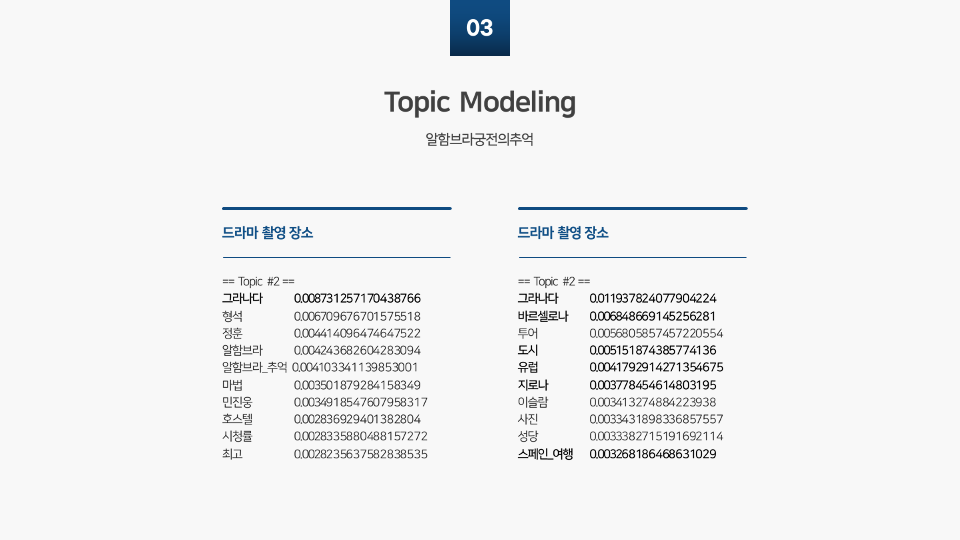 03
Topic Modeling
알함브라궁전의추억
드라마 촬영 장소
== Topic #2 ==
그라나다 0.008731257170438766
형석 0.006709676701575518
정훈 0.004414096474647522
알함브라 0.004243682604283094
알함브라_추억 0.004103341139853001
마법 0.003501879284158349
민진웅 0.0034918547607958317
호스텔 0.002836929401382804
시청률 0.0028335880488157272
최고 0.0028235637582838535
드라마 촬영 장소
== Topic #2 ==
그라나다 0.011937824077904224
바르셀로나 0.006848669145256281
투어 0.0056805857457220554
도시 0.005151874385774136
유럽 0.0041792914271354675
지로나 0.003778454614803195
이슬람 0.003413274884223938
사진 0.0033431898336857557
성당 0.0033382715191692114
스페인_여행 0.003268186468631029